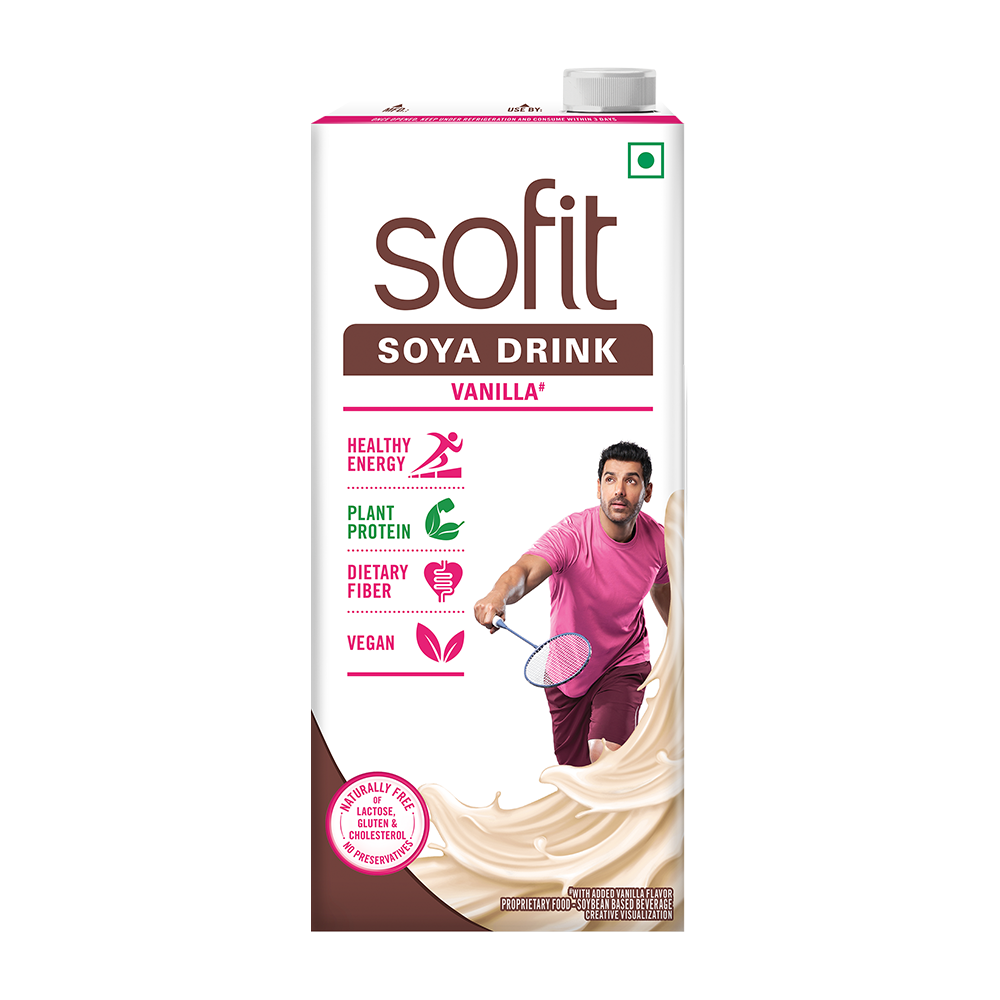 MFD.:
USE BY:
ONCE OPENED, KEEP UNDER REFRIGERATION AND CONSUME WITHIN 3 DAYS
sofit
SOYA DRINK
VANILLA#
HEALTHY
ENERGY
PLANT
PROTEIN
DIETARY
FIBER
VEGAN
NATURALLY FREE
OF
LACTOSE,
GLUTEN &
CHOLESTEROL
NO PRESERVATIVES
#WITH ADDED VANILLA FLAVOR
PROPRIETARY FOOD - SOYBEAN BASED BEVERAGE
CREATIVE VISUALIZATION